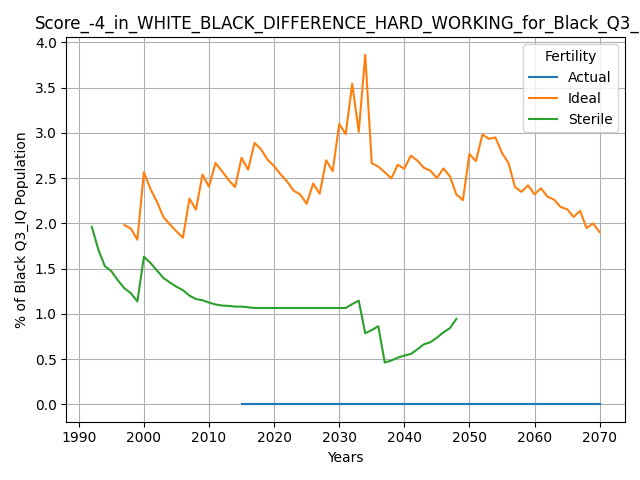 Score_-4_in_WHITE_BLACK_DIFFERENCE_HARD_WORKING_for_Black_Q3_
% of Black Q3_IQ Population
4.0
3.5
3.0
2.5
2.0
1.5
1.0
0.5
0.0
Fertility
Actual
Ideal
Sterile
1990 2000 2010 2020 2030 2040 2050 2060 2070
Years